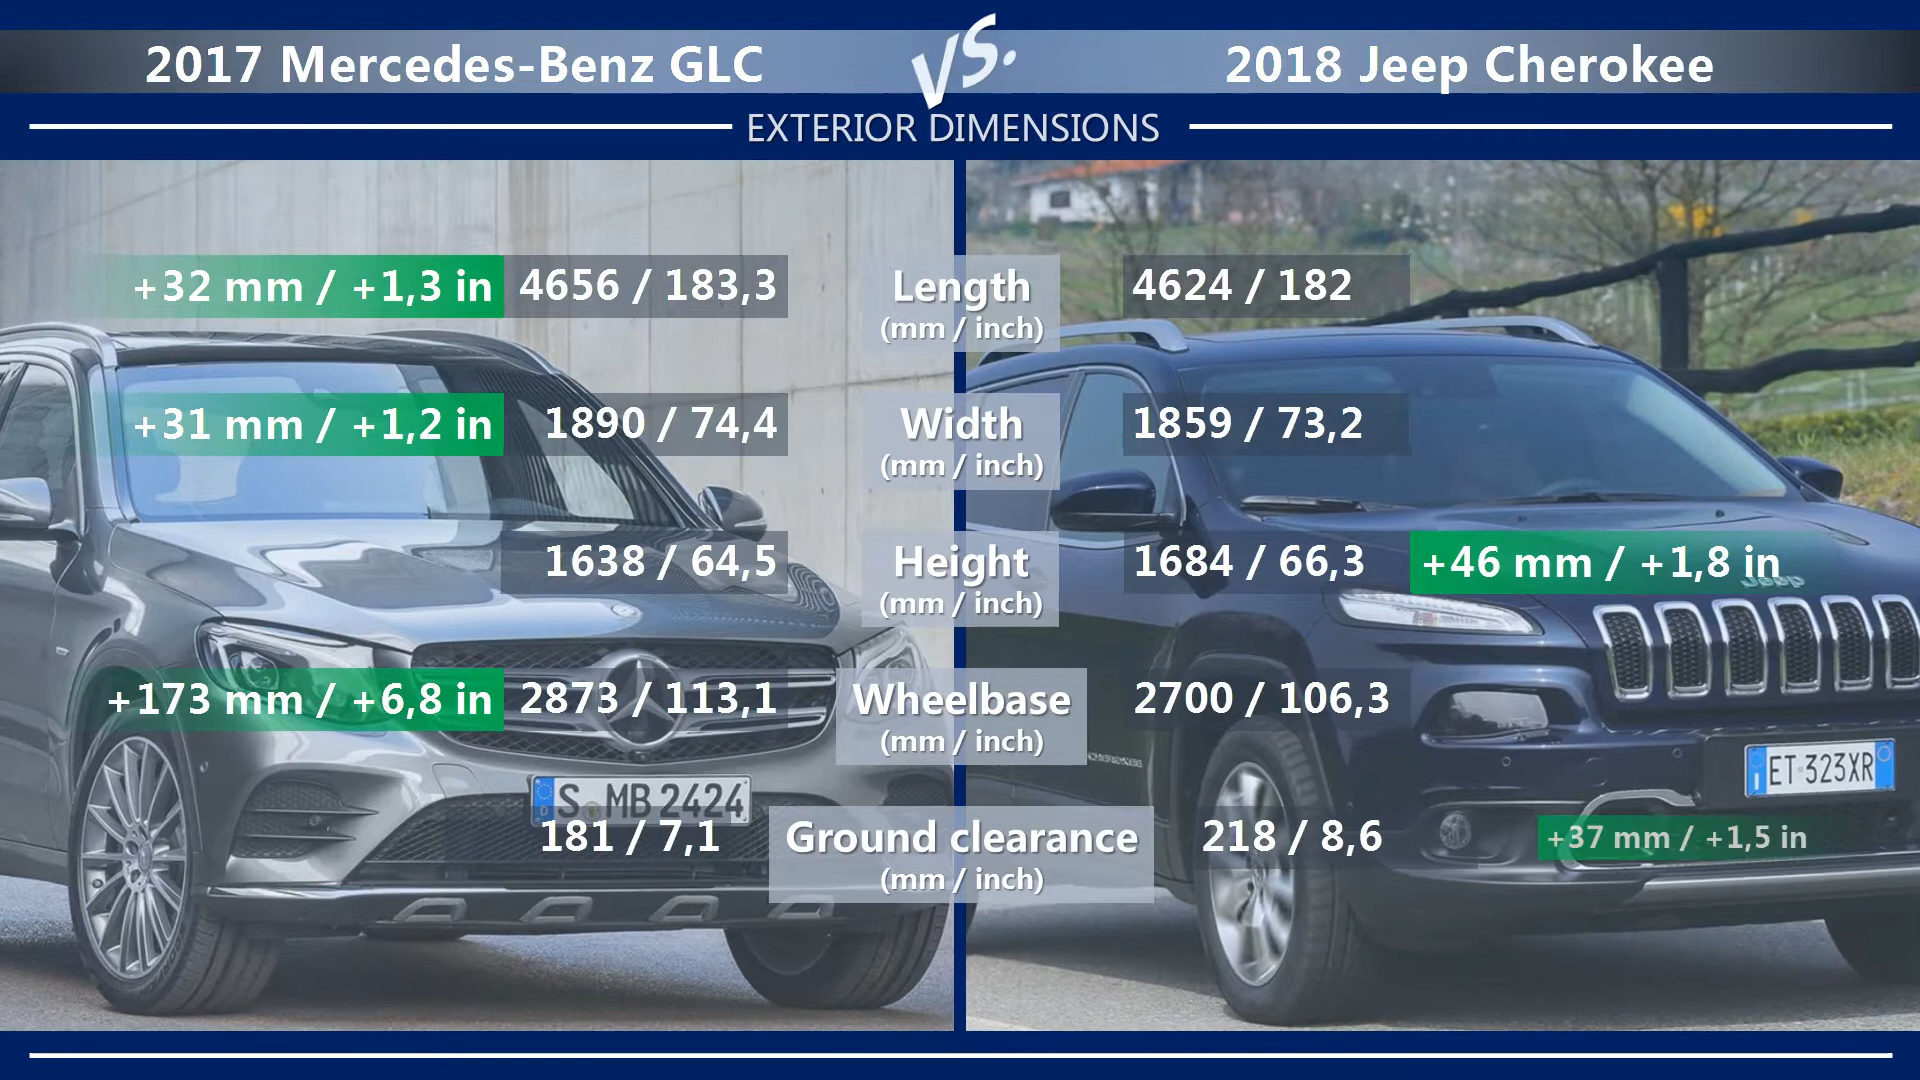 2017 Mercedes-Benz GLC
VS.
2018 Jeep Cherokee
EXTERIOR DIMENSIONS
+32 mm / +1,3 in
4656 / 183,3
Length
(mm / inch)
4624 / 182
+31 mm / +1,2 in
1890 / 74,4
Width
(mm / inch)
1859 / 73,2
1638 / 64,5
Height
(mm / inch)
1684 / 66,3
+46 mm / +1,8 in
Jeep
+173 mm / +6,8 in
2873 / 113,1
Wheelbase
(mm / inch)
2700 / 106,3
S MB 2424
ET 323XR
181 / 7,1
Ground clearance
(mm / inch)
218 / 8,6
+37 mm / +1,5 in